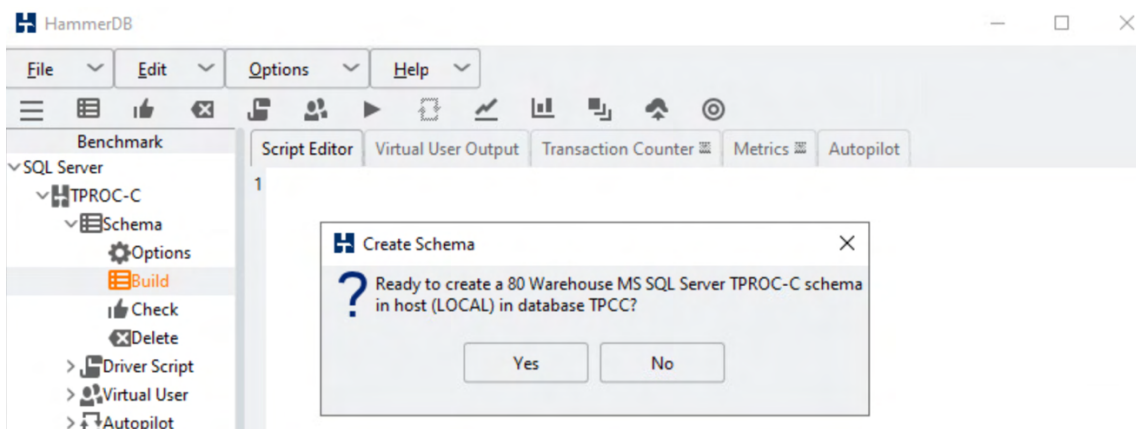 HammerDB
File Edit Options Help
Benchmark
Script Editor Virtual User Output Transaction Counter Metrics Autopilot
SQL Server
1
TPROC-C
Schema
Create Schema
Options
Build
Ready to create a 80 Warehouse MS SQL Server TPROC-C schema
in host (LOCAL) in database TPCC?
Check
Delete
Yes No
Driver Script
Virtual User
Autopilot